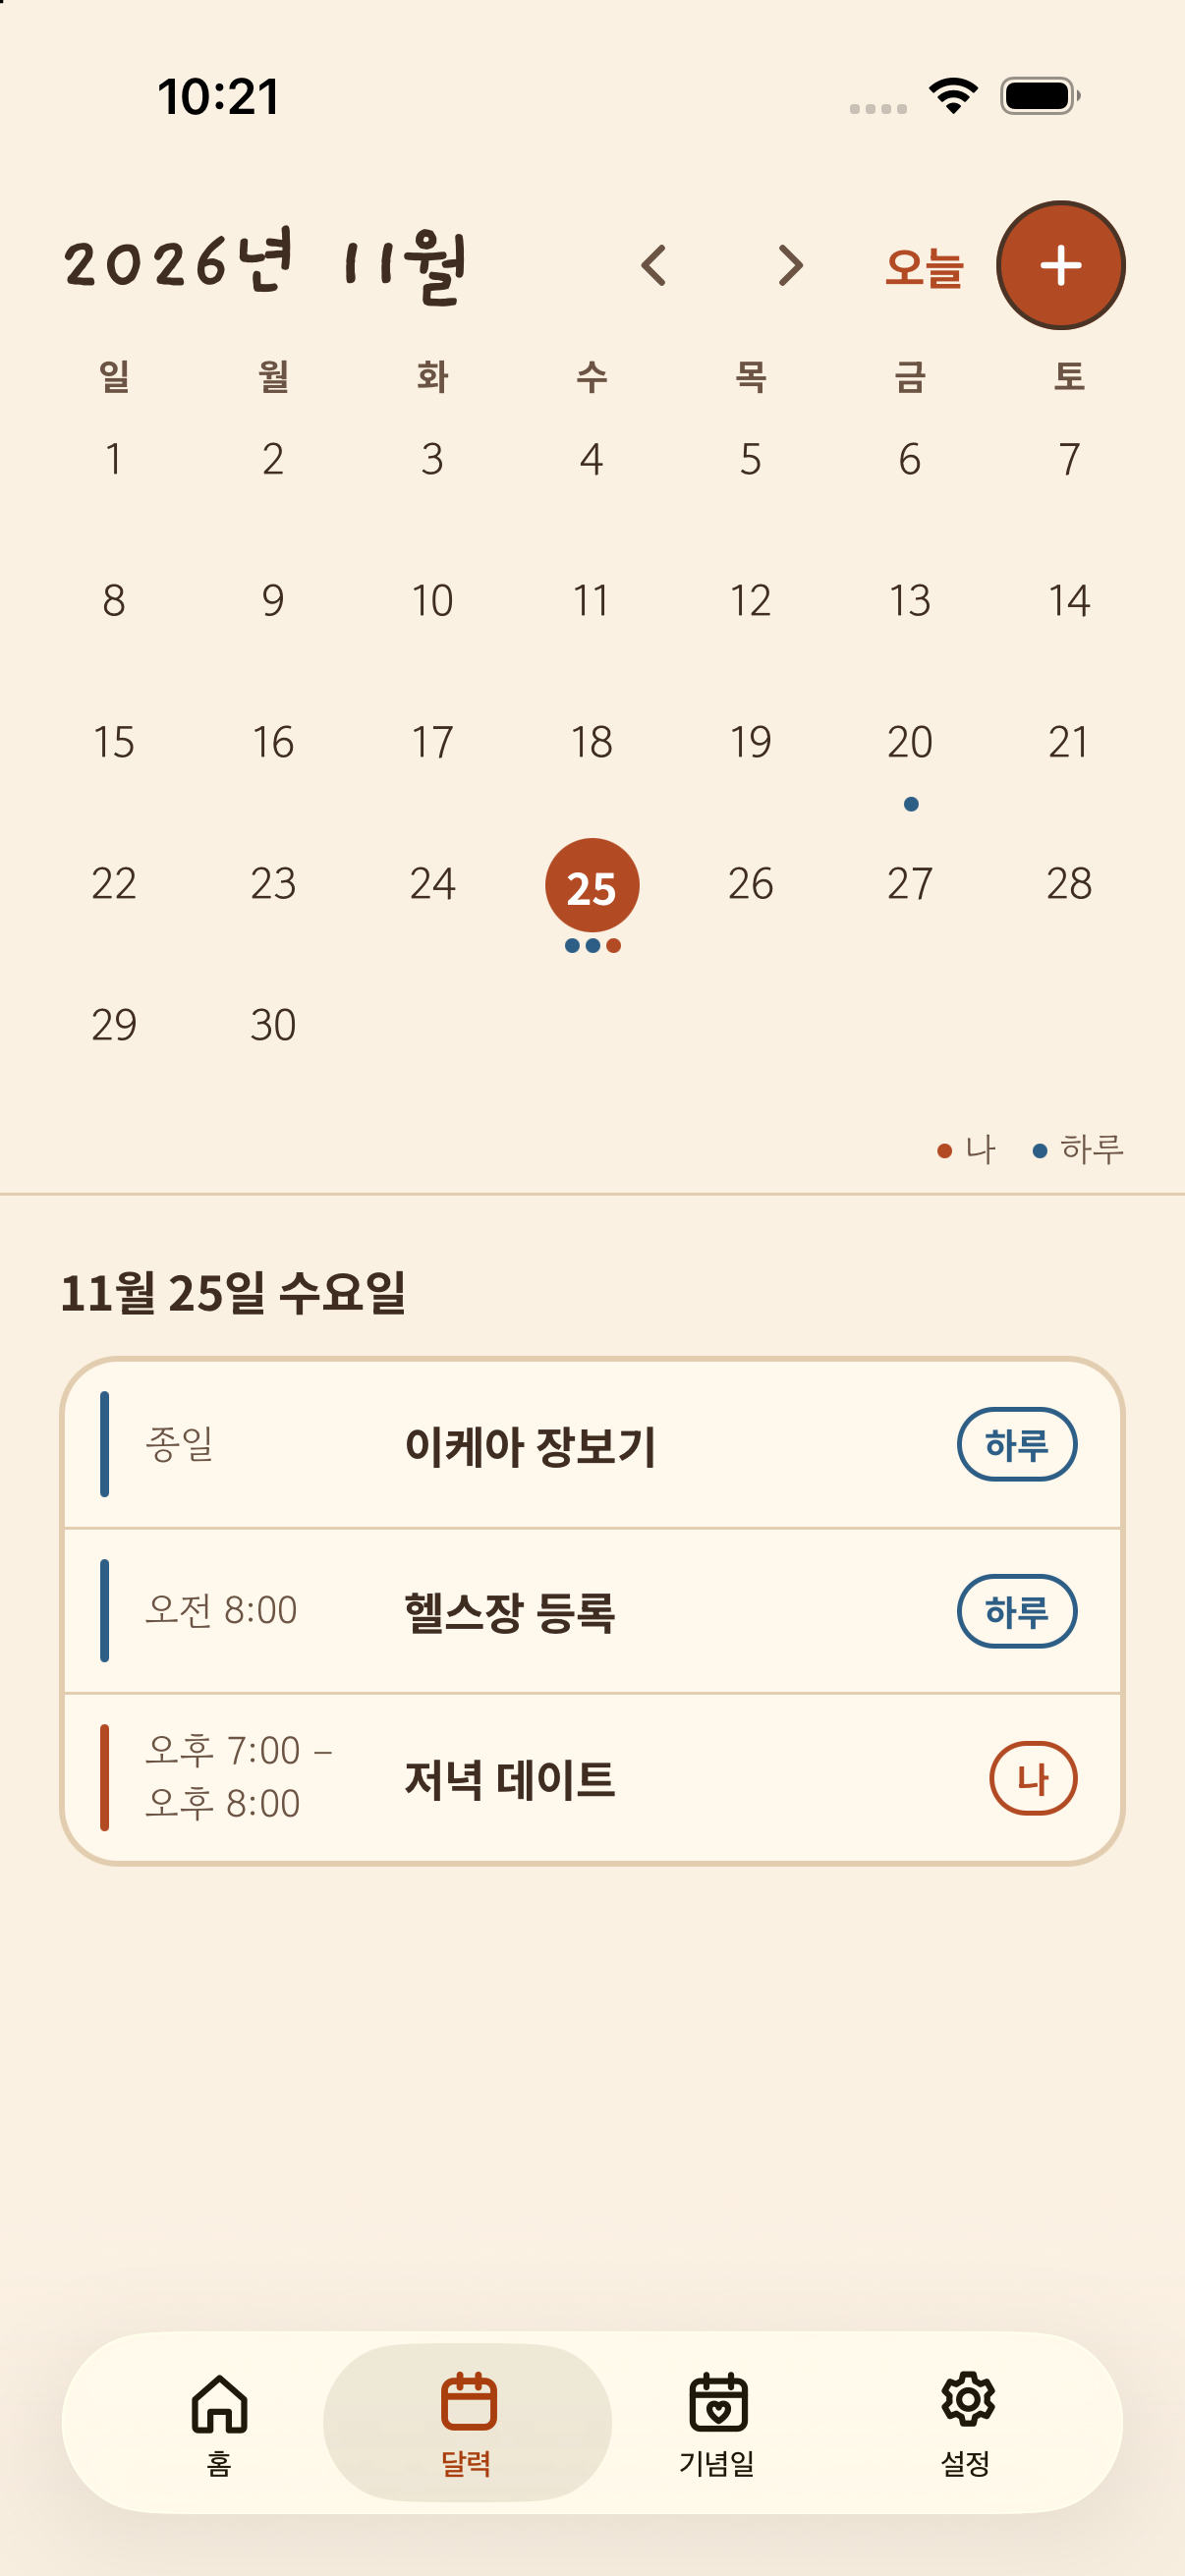 10:21
2026년 11월
오늘
일 월 화 수 목 금 토
1 2 3 4 5 6 7
8 9 10 11 12 13 14
15 16 17 18 19 20 21
22 23 24 25 26 27 28
29 30
나 하루
11월 25일 수요일
종일 이케아 장보기 하루
오전 8:00 헬스장 등록 하루
오후 7:00 –
오후 8:00
저녁 데이트
나
홈 달력 기념일 설정